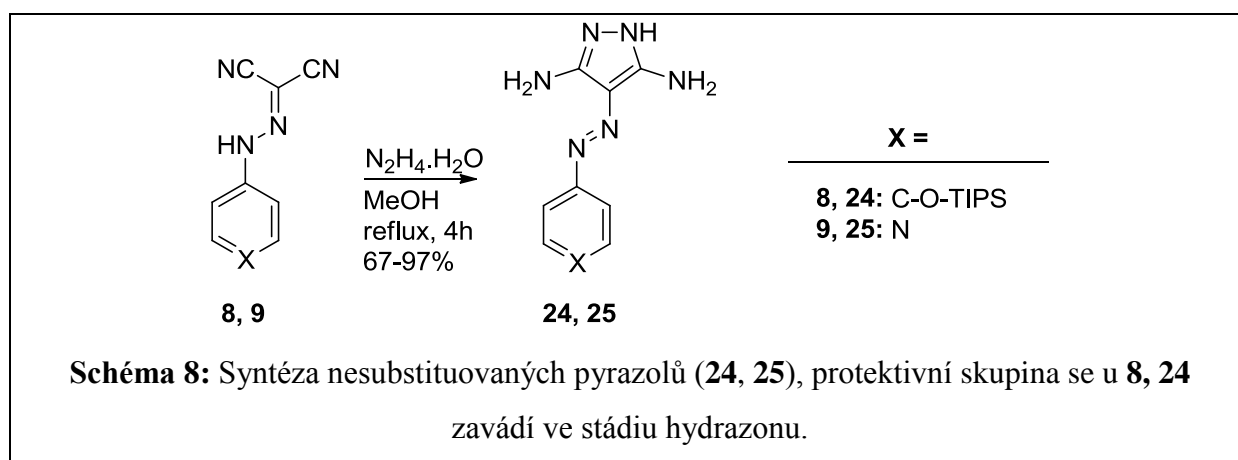 N NH
H2N NH2
NC CN
N
HN N
N
X =
N2H4.H2O
MeOH
8, 24: C-O-TIPS
reflux, 4h
9, 25: N
67-97%
X X
8, 9 24, 25
Schéma 8: Syntéza nesubstituovaných pyrazolů (24, 25), protektivní skupina se u 8, 24
zavádí ve stádiu hydrazonu.